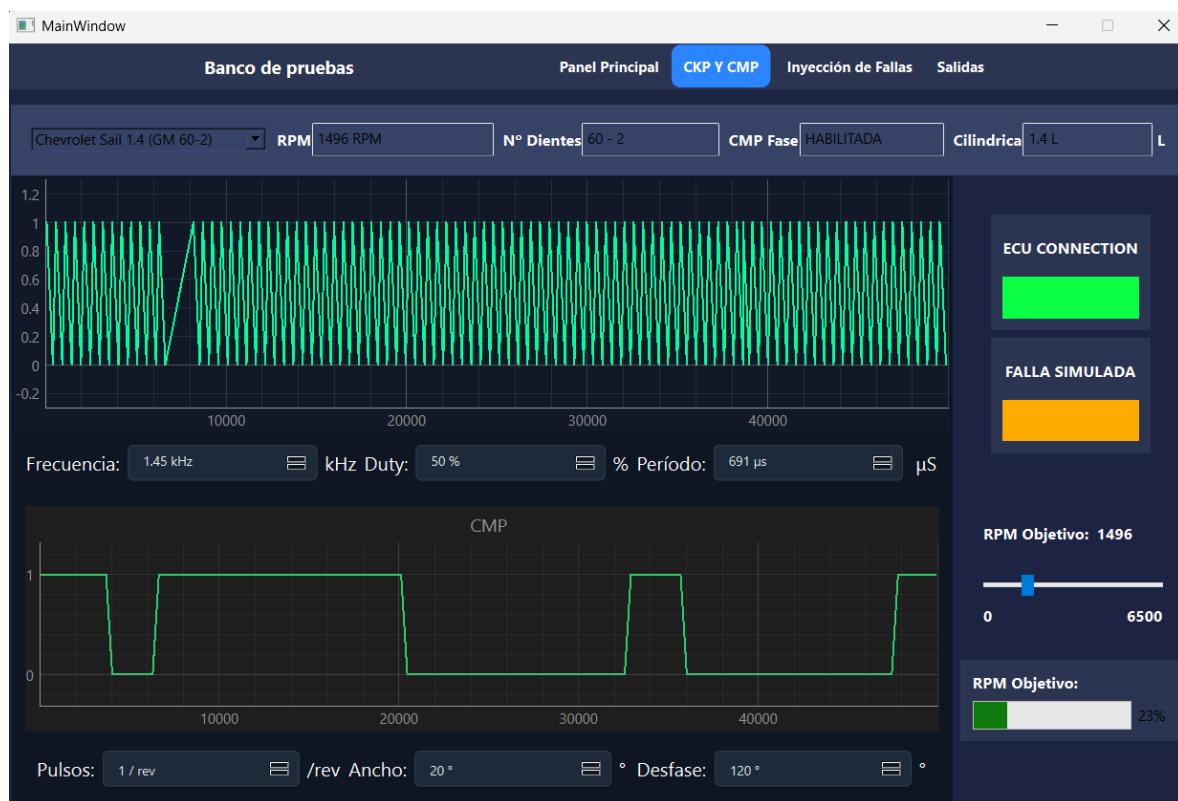 MainWindow
Banco de pruebas Panel Principal CKP Y CMP Inyección de Fallas Salidas
Chevrolet Sail 1.4 (GM 60-2) RPM 1496 RPM Nº Dientes 60 - 2 CMP Fase HABILITADA Cilindrica 1.4 L L
1.2
1
0.8
0.6
0.4
0.2
0
-0.2
10000 20000 30000 40000
ECU CONNECTION
FALLA SIMULADA
Frecuencia: 1.45 kHz kHz Duty: 50 % % Período: 691 µs µS
CMP
1
0
10000 20000 30000 40000
RPM Objetivo: 1496
0 6500
RPM Objetivo:
23%
Pulsos: 1 / rev /rev Ancho: 20 ° ° Desfase: 120 ° °